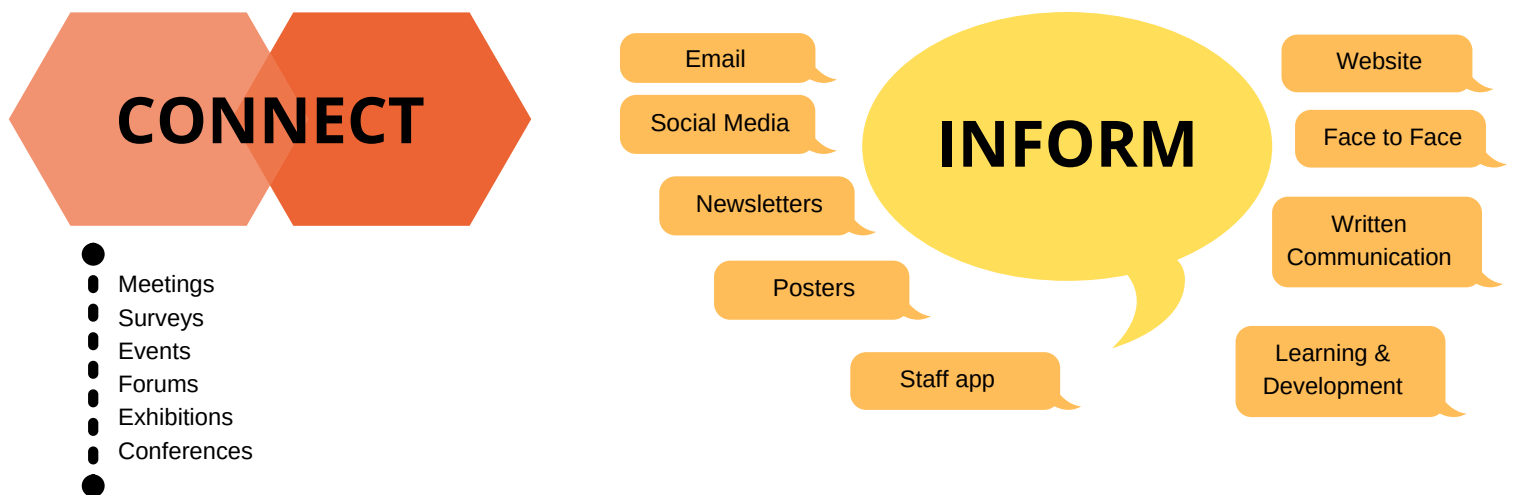 CONNECT
Meetings
Surveys
Events
Forums
Exhibitions
Conferences
INFORM
Email
Social Media
Newsletters
Posters
Staff app
Website
Face to Face
Written
Communication
Learning &
Development